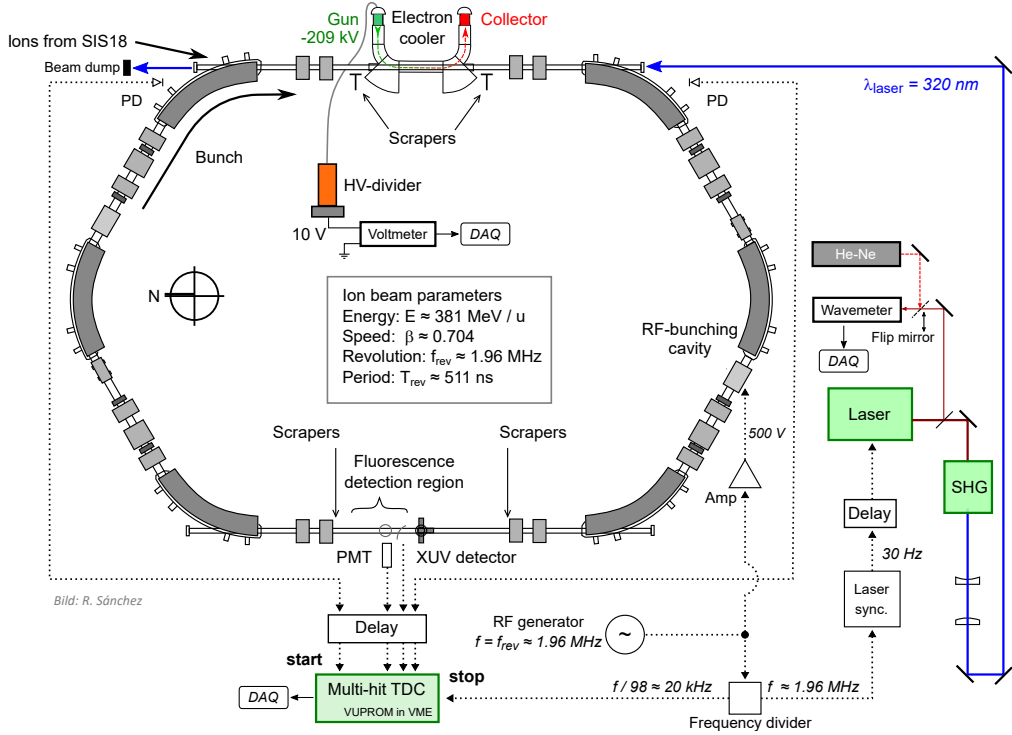 Gun
-209 kV
Electron
cooler
Collector
Ions from SIS18
Beam dump
PD
PD
λlaser = 320 nm
Scrapers
Bunch
HV-divider
10 V
Voltmeter
DAQ
N
Ion beam parameters
Energy: E ≈ 381 MeV / u
Speed: β ≈ 0.704
Revolution: frev ≈ 1.96 MHz
Period: Trev ≈ 511 ns
RF-bunching
cavity
He-Ne
Wavemeter
Flip mirror
DAQ
Laser
500 V
Scrapers
Scrapers
Fluorescence
detection region
Amp
SHG
Delay
PMT
XUV detector
30 Hz
Laser
sync.
Bild: R. Sánchez
Delay
RF generator
f = frev ≈ 1.96 MHz
~
start
stop
Multi-hit TDC
VUPROM in VME
DAQ
f / 98 ≈ 20 kHz
f ≈ 1.96 MHz
Frequency divider